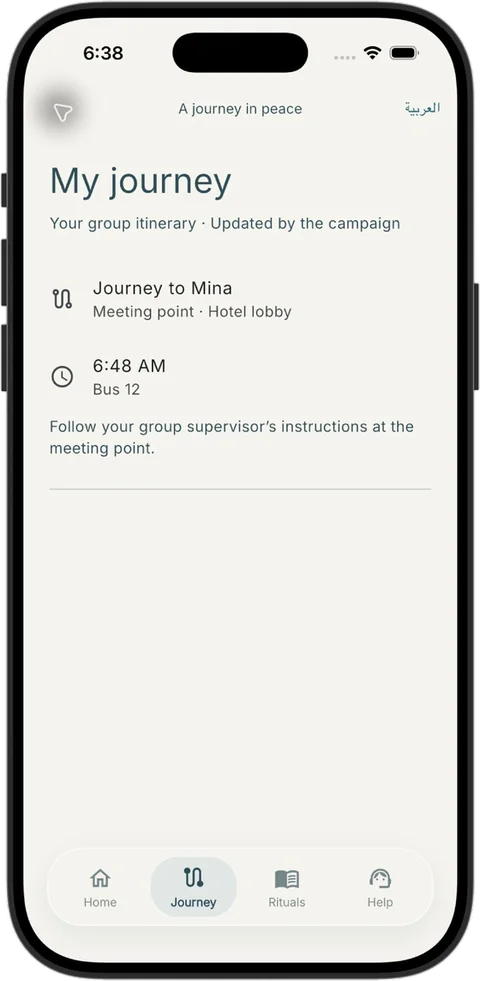 6:38
A journey in peace
العربية
My journey
Your group itinerary · Updated by the campaign
Journey to Mina
Meeting point · Hotel lobby
6:48 AM
Bus 12
Follow your group supervisor’s instructions at the
meeting point.
Home
Journey
Rituals
Help